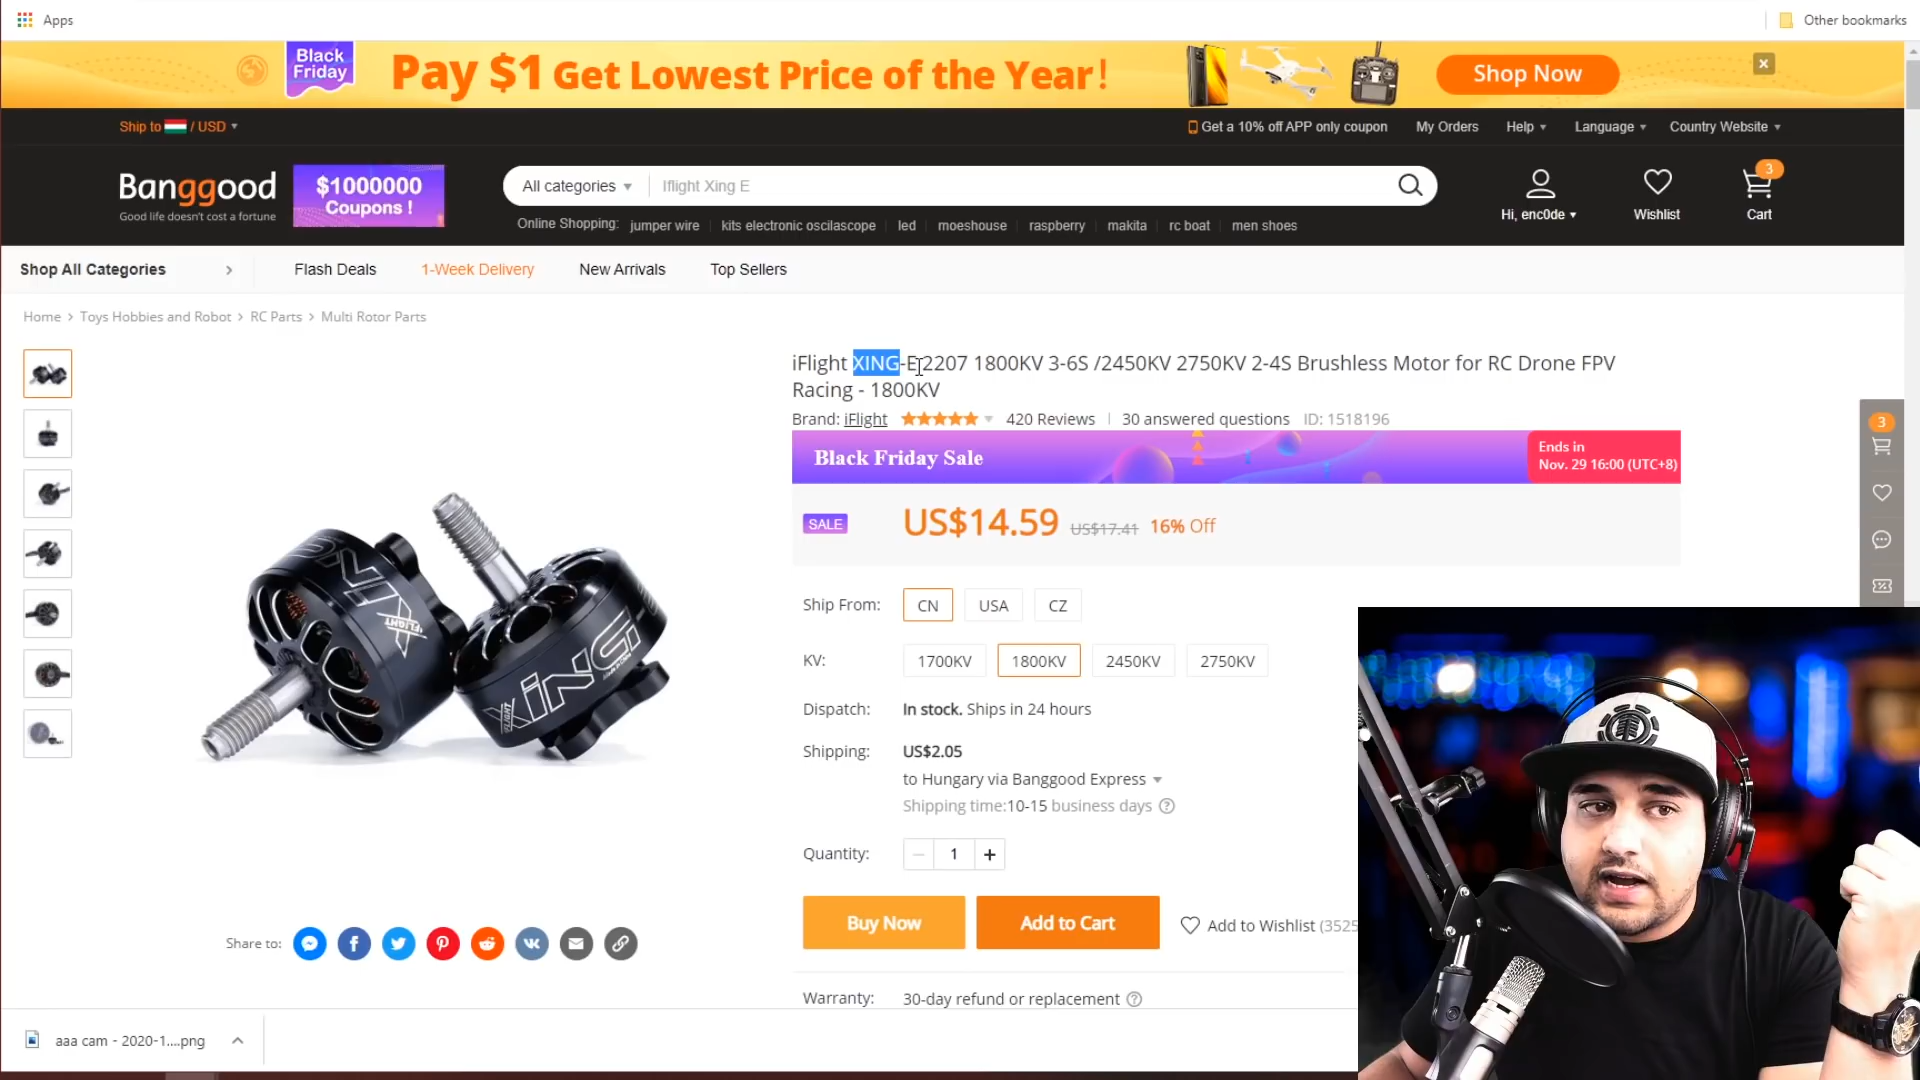 Apps
Other bookmarks
Black Friday
Pay $1 Get Lowest Price of the Year!
Shop Now
Ship to / USD
Get a 10% off APP only coupon
My Orders
Help
Language
Country Website
Banggood
Good life doesn't cost a fortune
$1000000 Coupons !
All categories
Iflight Xing E
3
Hi, enc0de
Wishlist
Cart
Online Shopping: jumper wire | kits electronic oscilascope | led | moeshouse | raspberry | makita | rc boat | men shoes
Shop All Categories
Flash Deals
1-Week Delivery
New Arrivals
Top Sellers
Home > Toys Hobbies and Robot > RC Parts > Multi Rotor Parts
iFlight XING-E 2207 1800KV 3-6S /2450KV 2750KV 2-4S Brushless Motor for RC Drone FPV
Racing - 1800KV
Brand: iFlight 420 Reviews | 30 answered questions ID: 1518196
Black Friday Sale
Ends in
Nov. 29 16:00 (UTC+8)
3
SALE US$14.59 US$17.41 16% Off
Ship From: CN USA CZ
KV: 1700KV 1800KV 2450KV 2750KV
Dispatch: In stock. Ships in 24 hours
Shipping: US$2.05
to Hungary via Banggood Express
Shipping time:10-15 business days
Quantity: 1 +
Buy Now
Add to Cart
Add to Wishlist (3525
Share to:
Warranty: 30-day refund or replacement
XING
iFLIGHT
XING
aaa cam - 2020-1....png